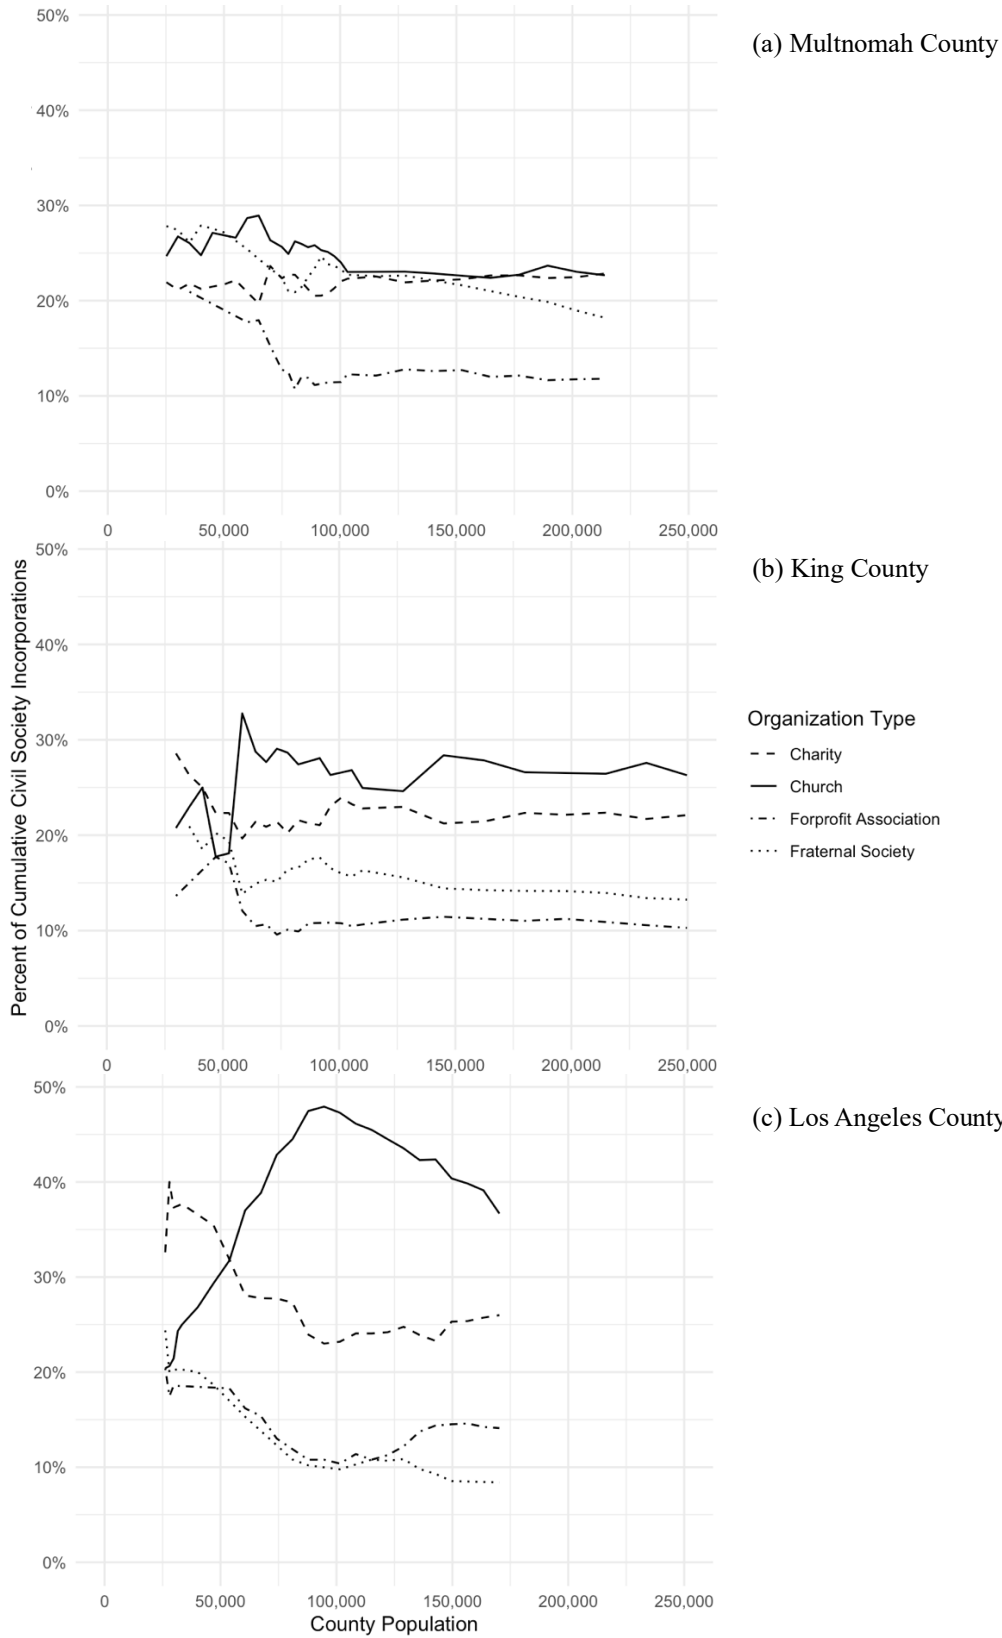 50%
(a) Multnomah County
40%
30%
20%
10%
0%
0 50,000 100,000 150,000 200,000 250,000
50%
(b) King County
40%
30%
20%
10%
0%
0 50,000 100,000 150,000 200,000 250,000
Percent of Cumulative Civil Society Incorporations
Organization Type
Charity
Church
Forprofit Association
Fraternal Society
50%
(c) Los Angeles County
40%
30%
20%
10%
0%
0 50,000 100,000 150,000 200,000 250,000
County Population